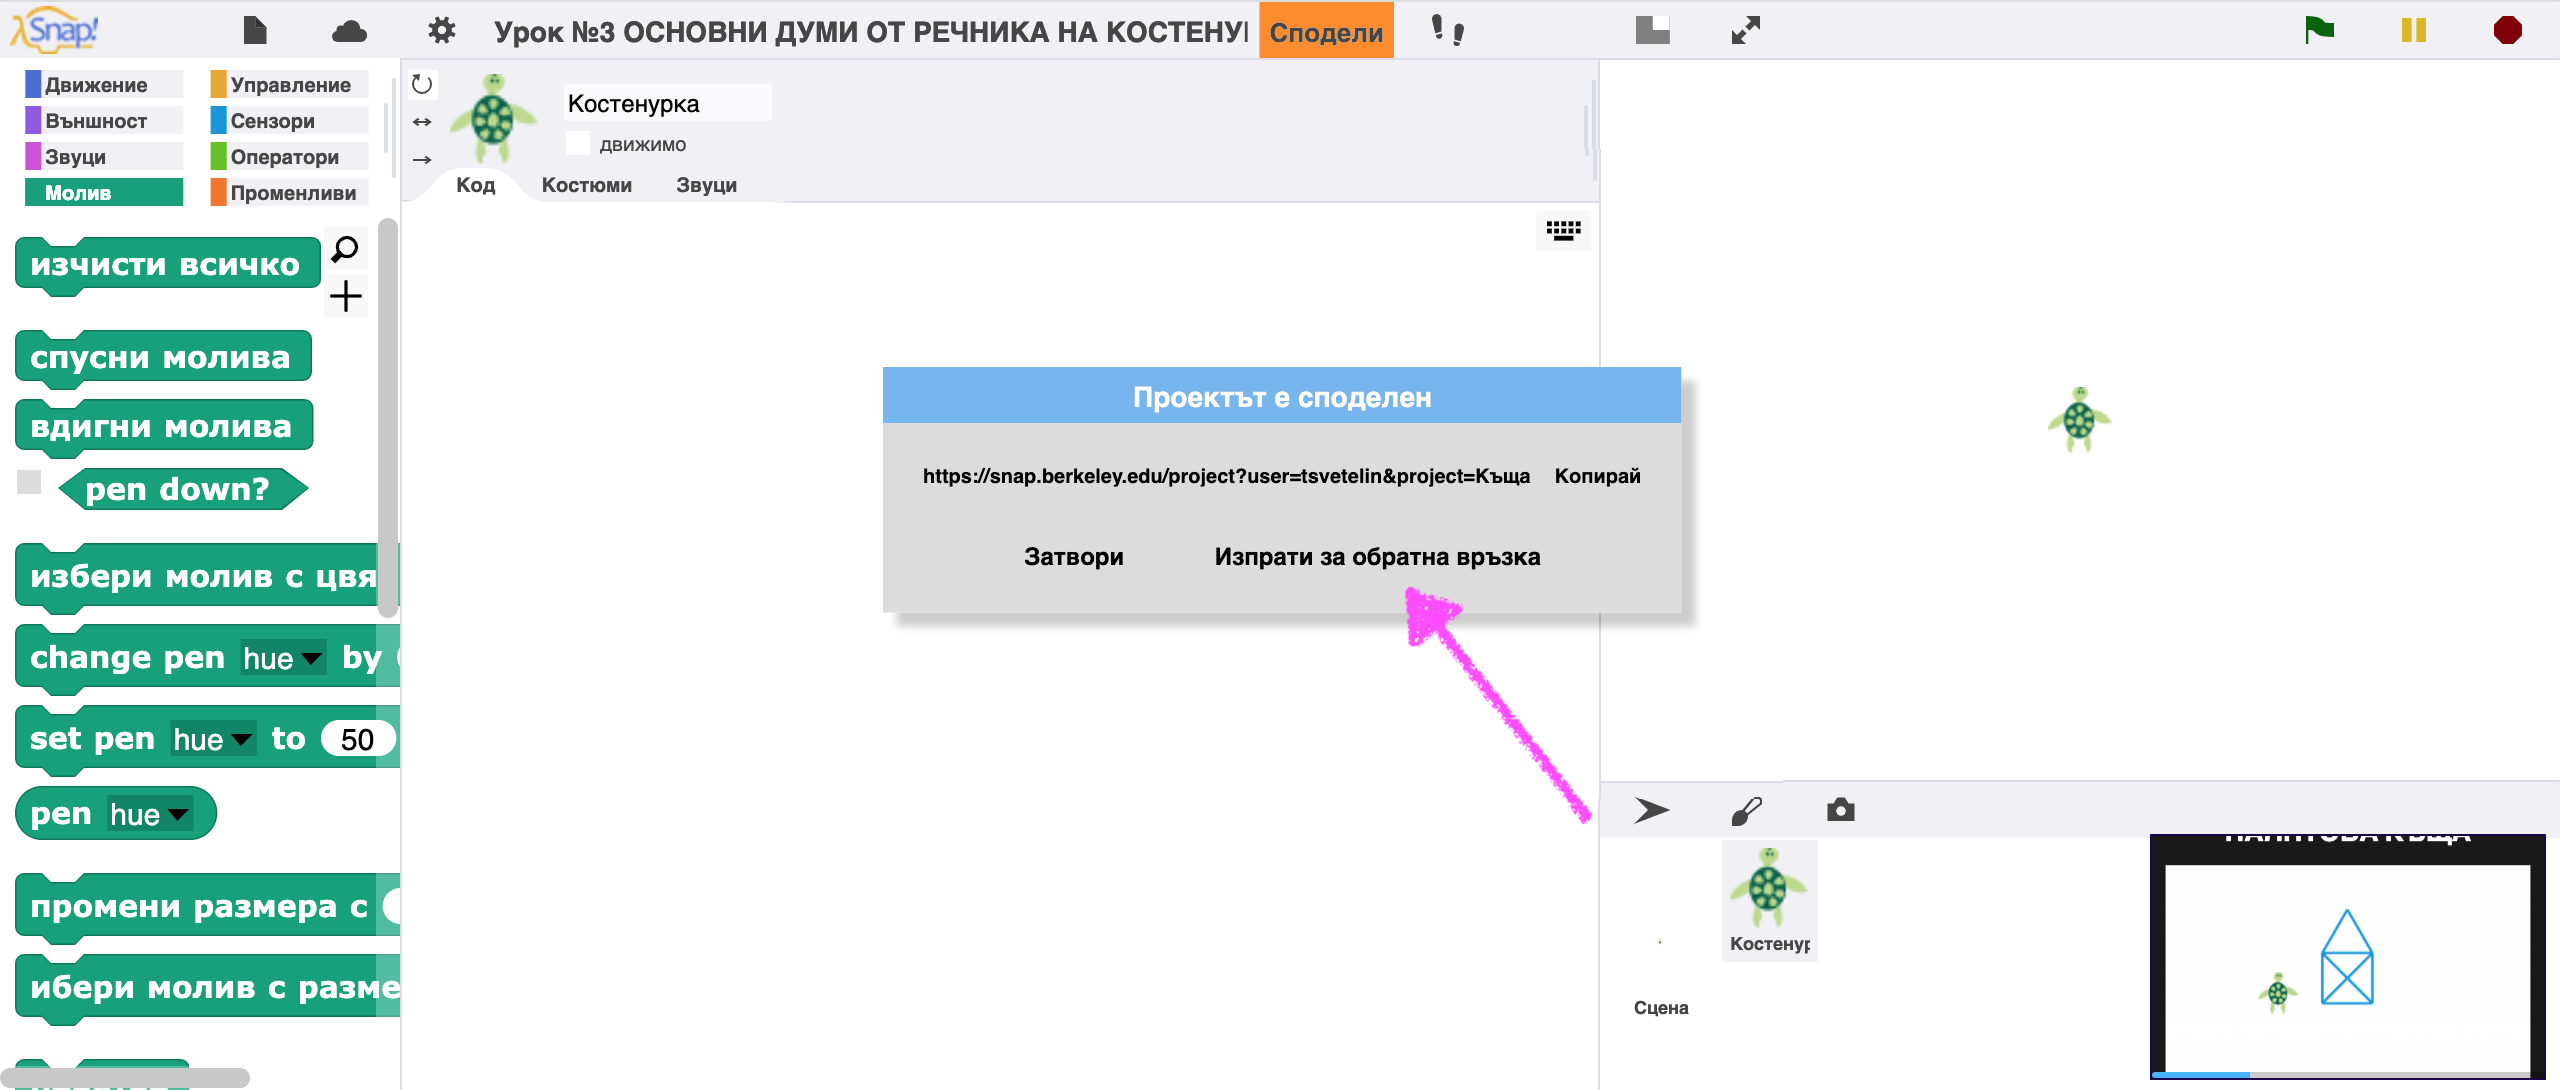 Snap!
Урок №3 ОСНОВНИ ДУМИ ОТ РЕЧНИКА НА КОСТЕНУ
Сподели
Движение
Управление
Външност
Сензори
Звуци
Оператори
Молив
Променливи
Костенурка
движимо
Код
Костюми
Звуци
изчисти всичко
спусни молива
вдигни молива
pen down?
избери молив с цвя
change pen hue by
set pen hue to 50
pen hue
промени размера с
ибери молив с разме
Проектът е споделен
https://snap.berkeley.edu/project?user=tsvetelin&project=Къща
Копирай
Затвори
Изпрати за обратна връзка
Костенур
Сцена